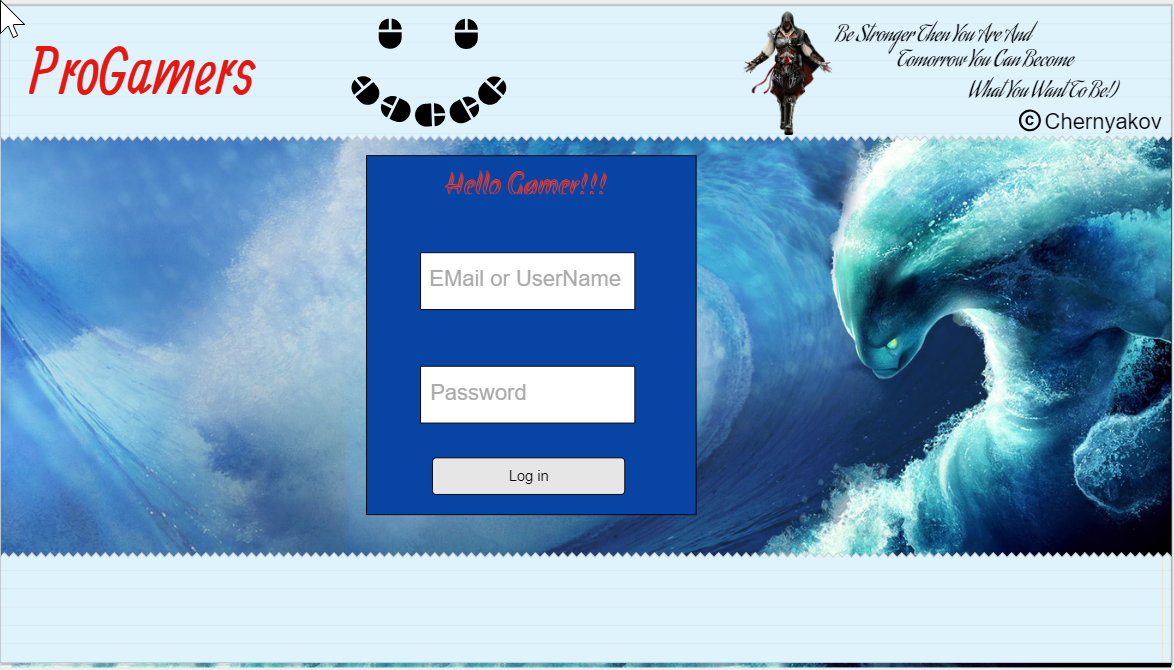 ProGamers
Be Stronger Then You Are And
Tomorrow You Can Become
What You Want To Be!)
© Chernyakov
Hello Gamer!!!
EMail or UserName
Password
Log in